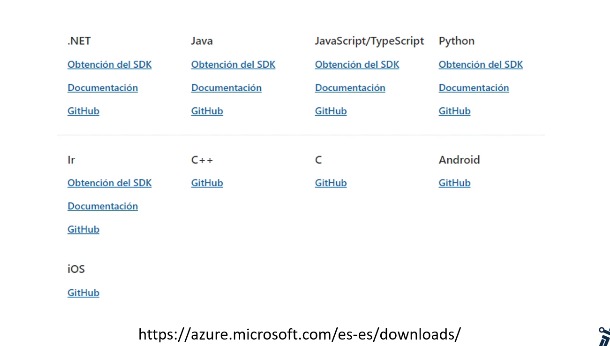 .NET Java JavaScript/TypeScript Python
Obtención del SDK Obtención del SDK Obtención del SDK Obtención del SDK
Documentación Documentación Documentación Documentación
GitHub GitHub GitHub GitHub
Ir C++ C Android
Obtención del SDK GitHub GitHub GitHub
Documentación
GitHub
iOS
GitHub
https://azure.microsoft.com/es-es/downloads/